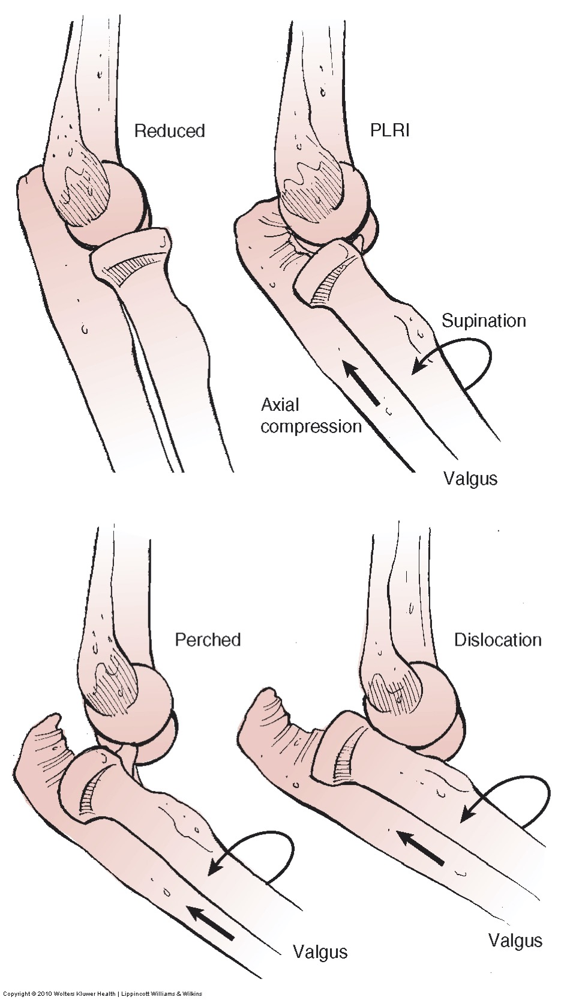 Reduced
PLRI
Supination
Axial
compression
Valgus
Perched
Dislocation
Valgus
Valgus
Copyright © 2010 Wolters Kluwer Health | Lippincott Williams & Wilkins